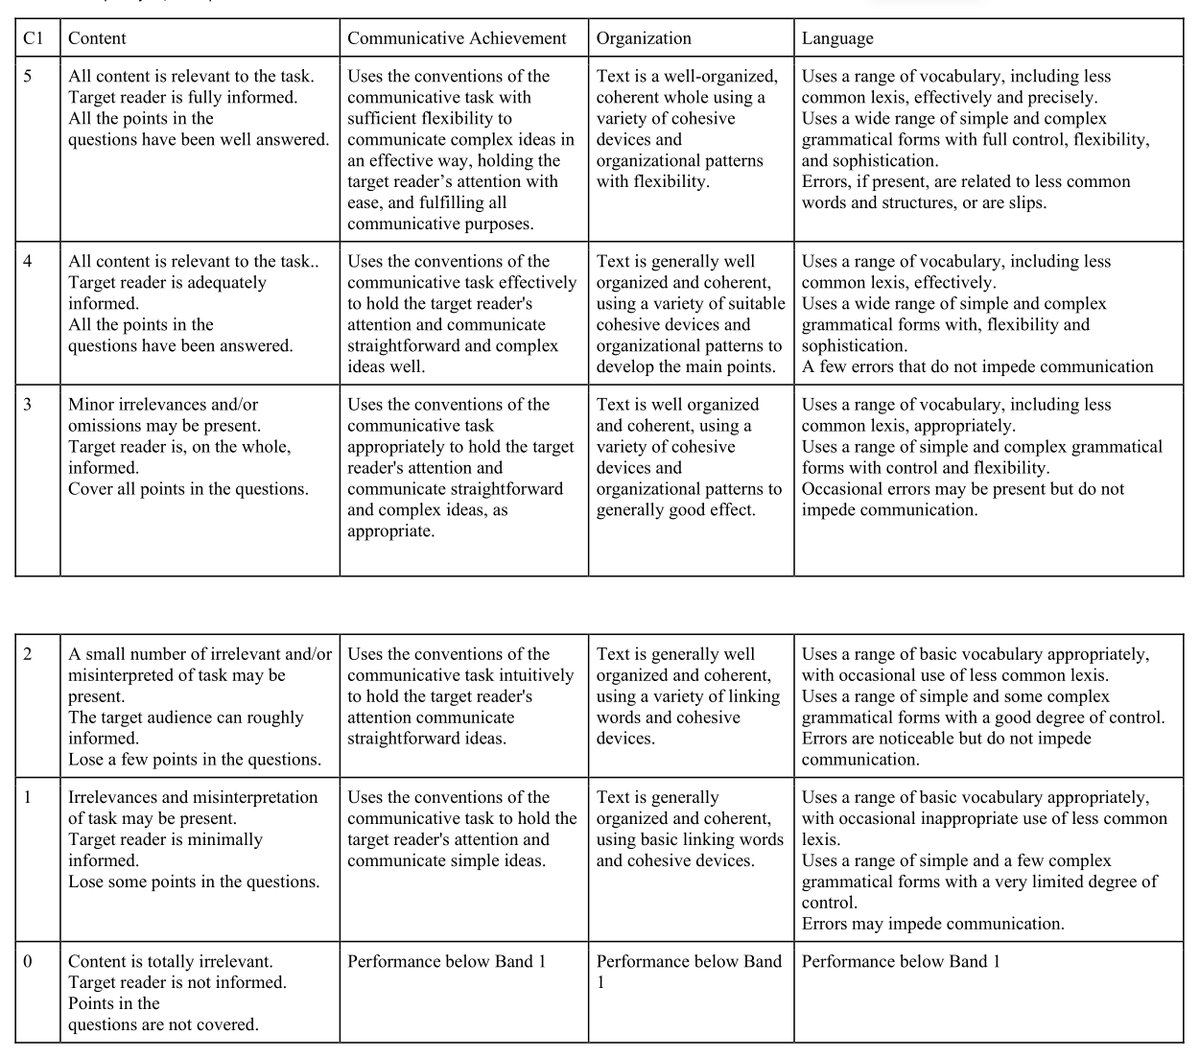 C1
Content
Communicative Achievement
Organization
Language
5
All content is relevant to the task.
Target reader is fully informed.
All the points in the
questions have been well answered.
Uses the conventions of the
communicative task with
sufficient flexibility to
communicate complex ideas in
an effective way, holding the
target reader’s attention with
ease, and fulfilling all
communicative purposes.
Text is a well-organized,
coherent whole using a
variety of cohesive
devices and
organizational patterns
with flexibility.
Uses a range of vocabulary, including less
common lexis, effectively and precisely.
Uses a wide range of simple and complex
grammatical forms with full control, flexibility,
and sophistication.
Errors, if present, are related to less common
words and structures, or are slips.
4
All content is relevant to the task..
Target reader is adequately
informed.
All the points in the
questions have been answered.
Uses the conventions of the
communicative task effectively
to hold the target reader's
attention and communicate
straightforward and complex
ideas well.
Text is generally well
organized and coherent,
using a variety of suitable
cohesive devices and
organizational patterns to
develop the main points.
Uses a range of vocabulary, including less
common lexis, effectively.
Uses a wide range of simple and complex
grammatical forms with, flexibility and
sophistication.
A few errors that do not impede communication
3
Minor irrelevances and/or
omissions may be present.
Target reader is, on the whole,
informed.
Cover all points in the questions.
Uses the conventions of the
communicative task
appropriately to hold the target
reader's attention and
communicate straightforward
and complex ideas, as
appropriate.
Text is well organized
and coherent, using a
variety of cohesive
devices and
organizational patterns to
generally good effect.
Uses a range of vocabulary, including less
common lexis, appropriately.
Uses a range of simple and complex grammatical
forms with control and flexibility.
Occasional errors may be present but do not
impede communication.
2
A small number of irrelevant and/or
misinterpreted of task may be
present.
The target audience can roughly
informed.
Lose a few points in the questions.
Uses the conventions of the
communicative task intuitively
to hold the target reader's
attention communicate
straightforward ideas.
Text is generally well
organized and coherent,
using a variety of linking
words and cohesive
devices.
Uses a range of basic vocabulary appropriately,
with occasional use of less common lexis.
Uses a range of simple and some complex
grammatical forms with a good degree of control.
Errors are noticeable but do not impede
communication.
1
Irrelevances and misinterpretation
of task may be present.
Target reader is minimally
informed.
Lose some points in the questions.
Uses the conventions of the
communicative task to hold the
target reader's attention and
communicate simple ideas.
Text is generally
organized and coherent,
using basic linking words
and cohesive devices.
Uses a range of basic vocabulary appropriately,
with occasional inappropriate use of less common
lexis.
Uses a range of simple and a few complex
grammatical forms with a very limited degree of
control.
Errors may impede communication.
0
Content is totally irrelevant.
Target reader is not informed.
Points in the
questions are not covered.
Performance below Band 1
Performance below Band
1
Performance below Band 1